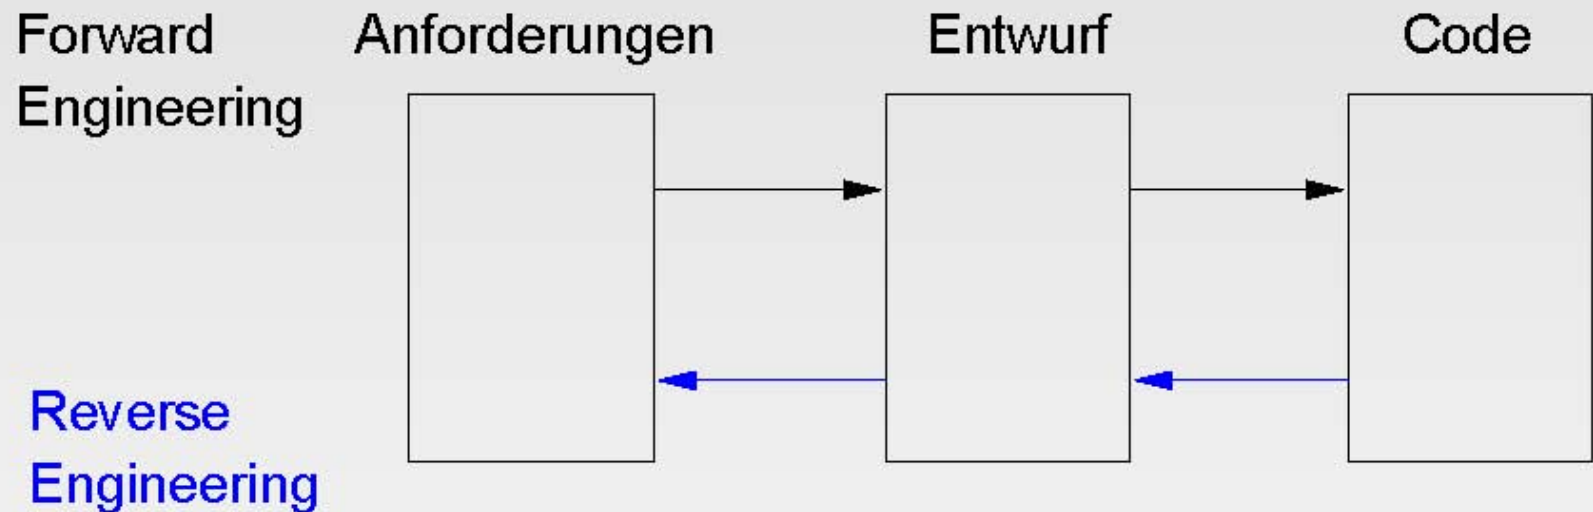 Forward
Engineering
Anforderungen
Entwurf
Code
Reverse
Engineering